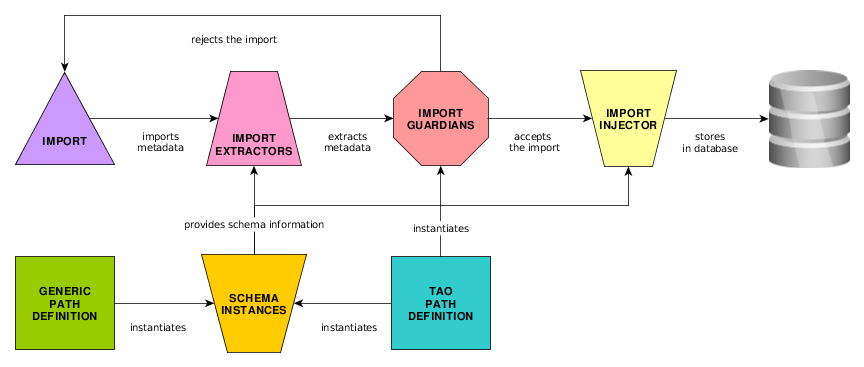 rejects the import
IMPORT
imports
metadata
IMPORT
EXTRACTORS
extracts
metadata
IMPORT
GUARDIANS
accepts
the import
IMPORT
INJECTOR
stores
in database
provides schema information
instantiates
GENERIC
PATH
DEFINITION
instantiates
SCHEMA
INSTANCES
instantiates
TAO
PATH
DEFINITION